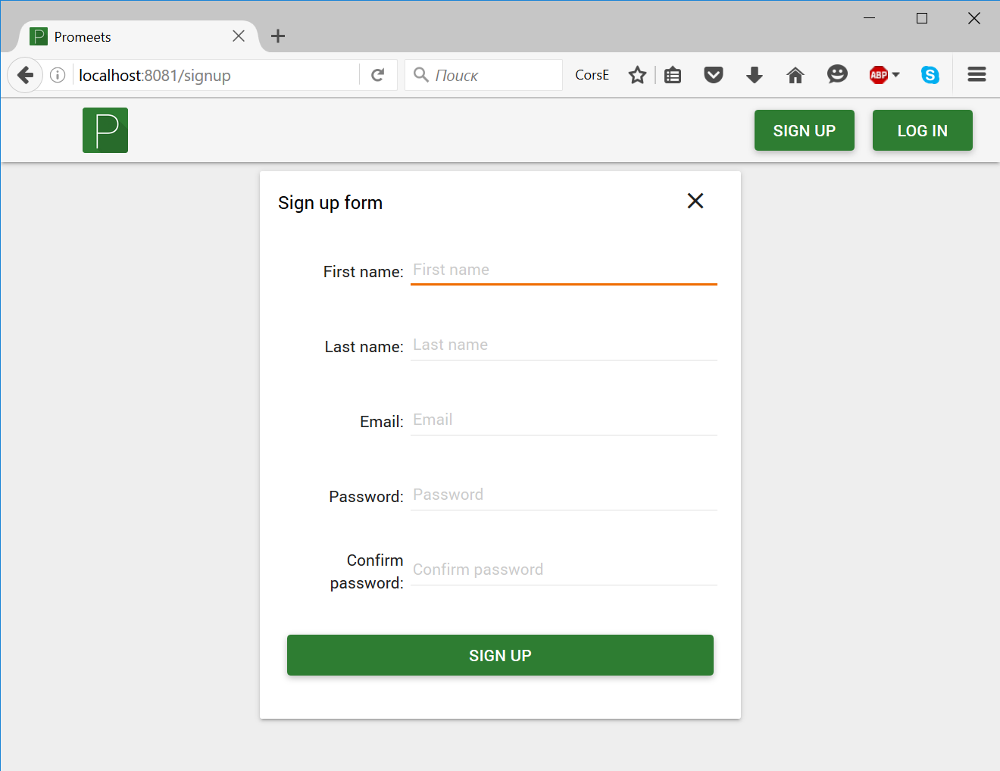 P Promeets
localhost:8081/signup
Поиск
CorsE
ABP
S
P
SIGN UP
LOG IN
Sign up form
First name: First name
Last name: Last name
Email: Email
Password: Password
Confirm
password: Confirm password
SIGN UP